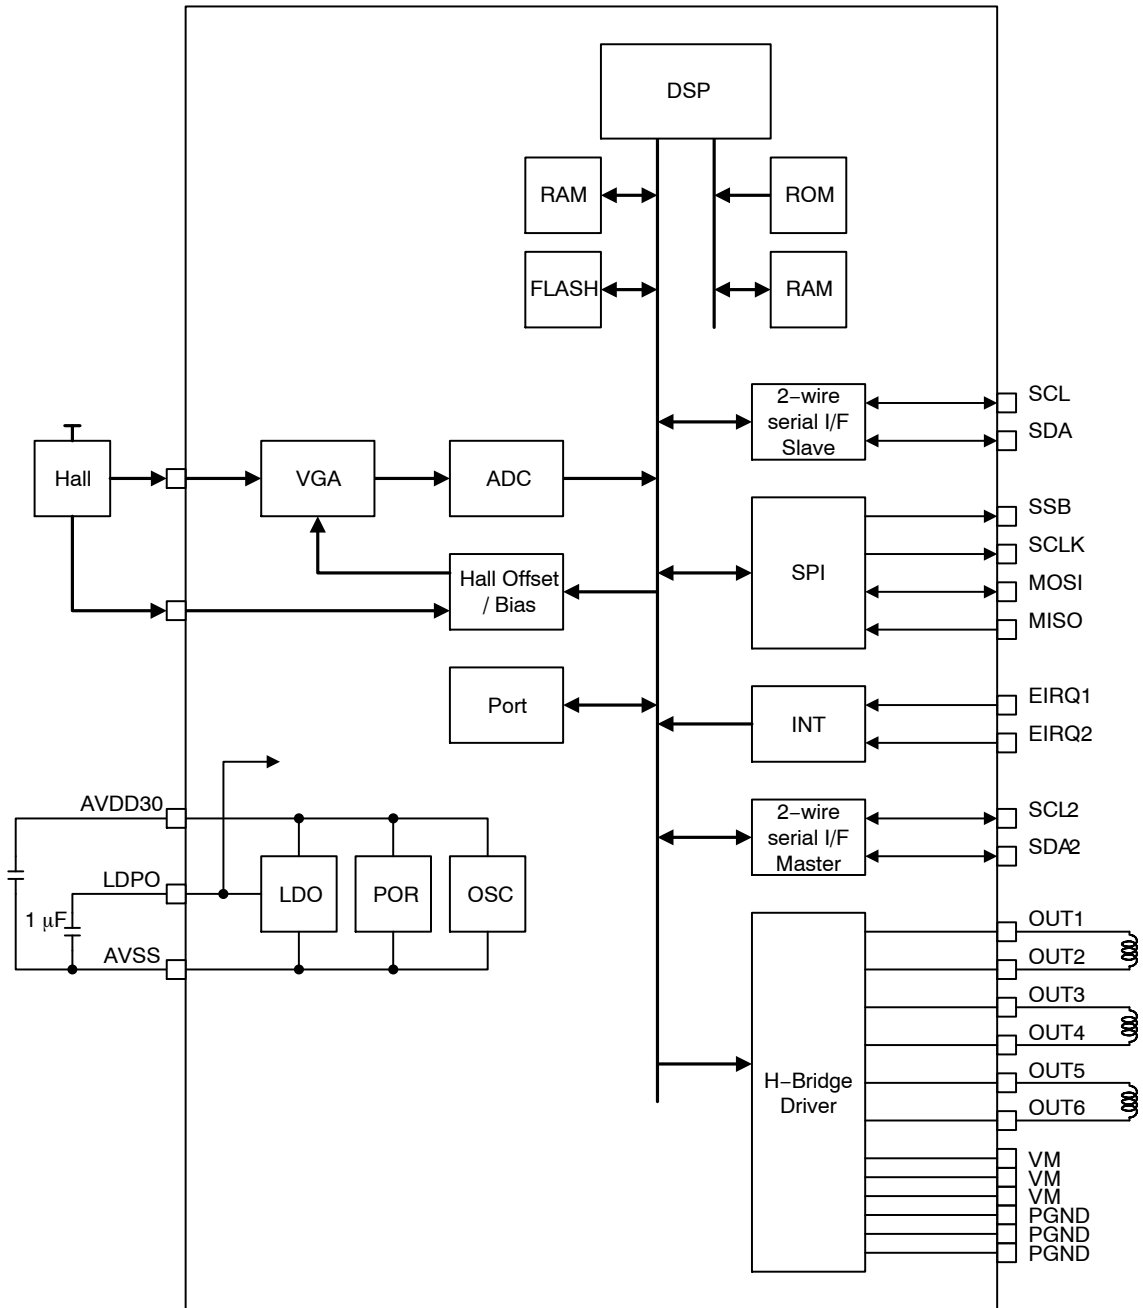 DSP
RAM
ROM
FLASH
RAM
2−wire
serial I/F
Slave
SCL
SDA
Hall
VGA
ADC
SSB
SCLK
MOSI
MISO
SPI
Hall Offset
/ Bias
Port
INT
EIRQ1
EIRQ2
AVDD30
LDPO
1 μF
AVSS
LDO
POR
OSC
2−wire
serial I/F
Master
SCL2
SDA2
H−Bridge
Driver
OUT1
OUT2
OUT3
OUT4
OUT5
OUT6
VM
VM
VM
PGND
PGND
PGND